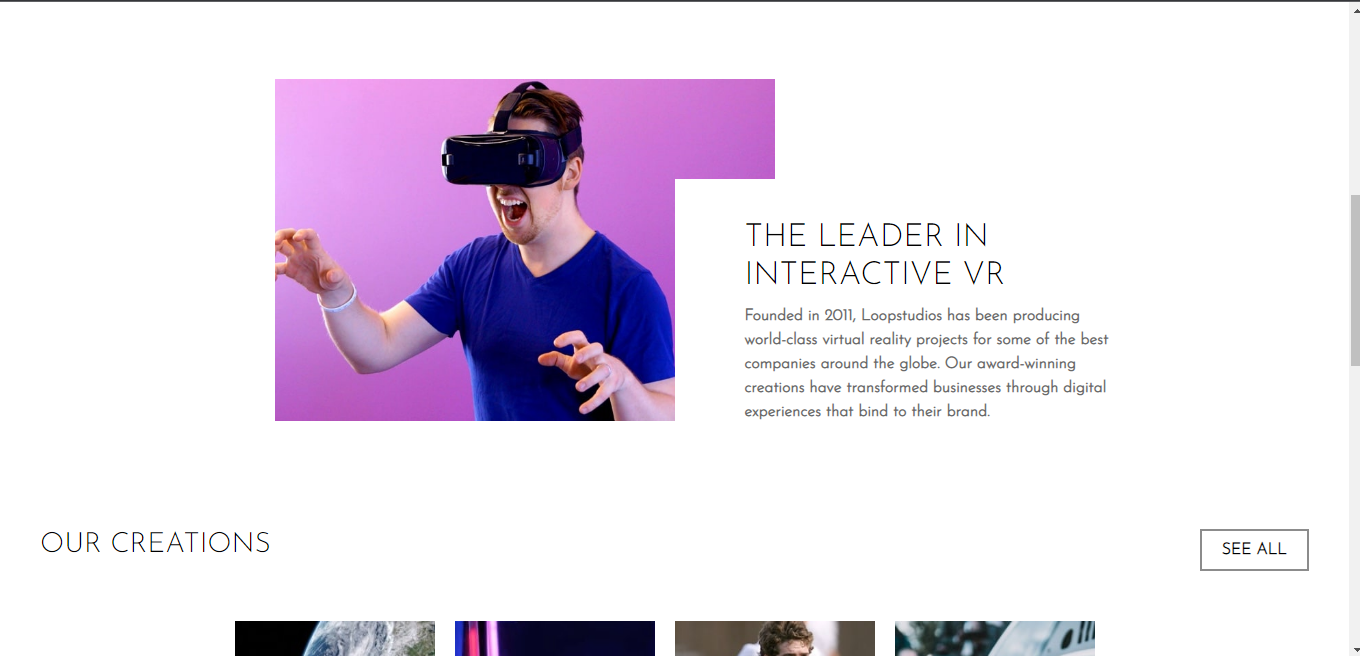 THE LEADER IN
INTERACTIVE VR
Founded in 2011, Loopstudios has been producing
world-class virtual reality projects for some of the best
companies around the globe. Our award-winning
creations have transformed businesses through digital
experiences that bind to their brand.
OUR CREATIONS
SEE ALL